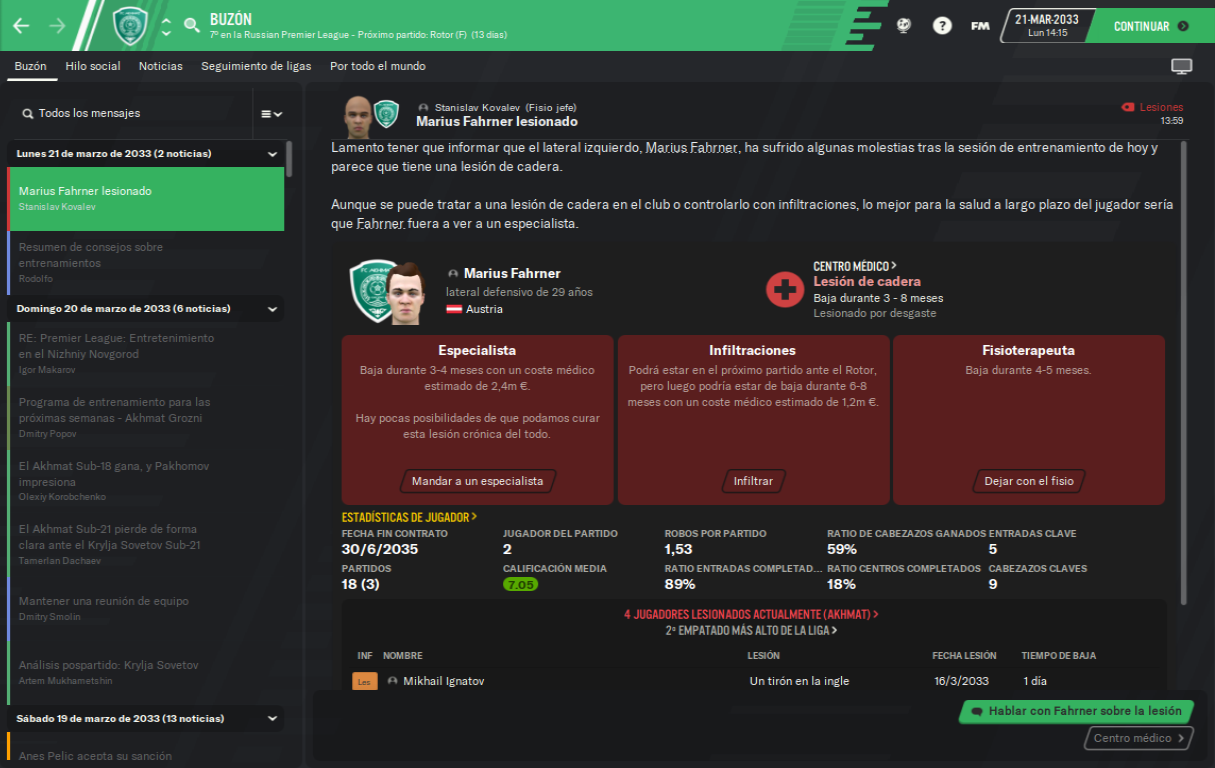 BUZÓN
7º en la Russian Premier League - Próximo partido: Rotor (F) (13 días)
?
FM
21-MAR-2033
Lun 14:15
CONTINUAR
Buzón
Hilo social
Noticias
Seguimiento de ligas
Por todo el mundo
Todos los mensajes
Lunes 21 de marzo de 2033 (2 noticias)
Marius Fahrner lesionado
Stanislav Kovalev
Resumen de consejos sobre
entrenamientos
Rodolfo
Domingo 20 de marzo de 2033 (6 noticias)
RE: Premier League: Entretenimiento
en el Nizhniy Novgorod
Igor Makarov
Programa de entrenamiento para las
próximas semanas - Akhmat Grozni
Dmitry Popov
El Akhmat Sub-18 gana, y Pakhomov
impresiona
Olexiy Korobchenko
El Akhmat Sub-21 pierde de forma
clara ante el Krylja Sovetov Sub-21
Tamerlan Dachaev
Mantener una reunión de equipo
Dmitry Smolin
Análisis pospartido: Krylja Sovetov
Artem Mukhametshin
Sábado 19 de marzo de 2033 (13 noticias)
Anes Pelic acepta su sanción
Stanislav Kovalev (Fisio jefe)
Marius Fahrner lesionado
Lesiones
13:59
Lamento tener que informar que el lateral izquierdo, Marius Fahrner, ha sufrido algunas molestias tras la sesión de entrenamiento de hoy y
parece que tiene una lesión de cadera.
Aunque se puede tratar a una lesión de cadera en el club o controlarlo con infiltraciones, lo mejor para la salud a largo plazo del jugador sería
que Fahrner fuera a ver a un especialista.
Marius Fahrner
lateral defensivo de 29 años
Austria
CENTRO MÉDICO >
Lesión de cadera
Baja durante 3 - 8 meses
Lesionado por desgaste
Especialista
Baja durante 3-4 meses con un coste médico
estimado de 2,4m €.
Hay pocas posibilidades de que podamos curar
esta lesión crónica del todo.
Mandar a un especialista
Infiltraciones
Podrá estar en el próximo partido ante el Rotor,
pero luego podría estar de baja durante 6-8
meses con un coste médico estimado de 1,2m €.
Infiltrar
Fisioterapeuta
Baja durante 4-5 meses.
Dejar con el fisio
ESTADÍSTICAS DE JUGADOR >
FECHA FIN CONTRATO
30/6/2035
JUGADOR DEL PARTIDO
2
ROBOS POR PARTIDO
1,53
RATIO DE CABEZAZOS GANADOS
59%
ENTRADAS CLAVE
5
PARTIDOS
18 (3)
CALIFICACIÓN MEDIA
7.05
RATIO ENTRADAS COMPLETAD...
89%
RATIO CENTROS COMPLETADOS
18%
CABEZAZOS CLAVES
9
4 JUGADORES LESIONADOS ACTUALMENTE (AKHMAT) >
2º EMPATADO MÁS ALTO DE LA LIGA >
INF NOMBRE LESIÓN FECHA LESIÓN TIEMPO DE BAJA
Les Mikhail Ignatov Un tirón en la ingle 16/3/2033 1 día
Hablar con Fahrner sobre la lesión
Centro médico >